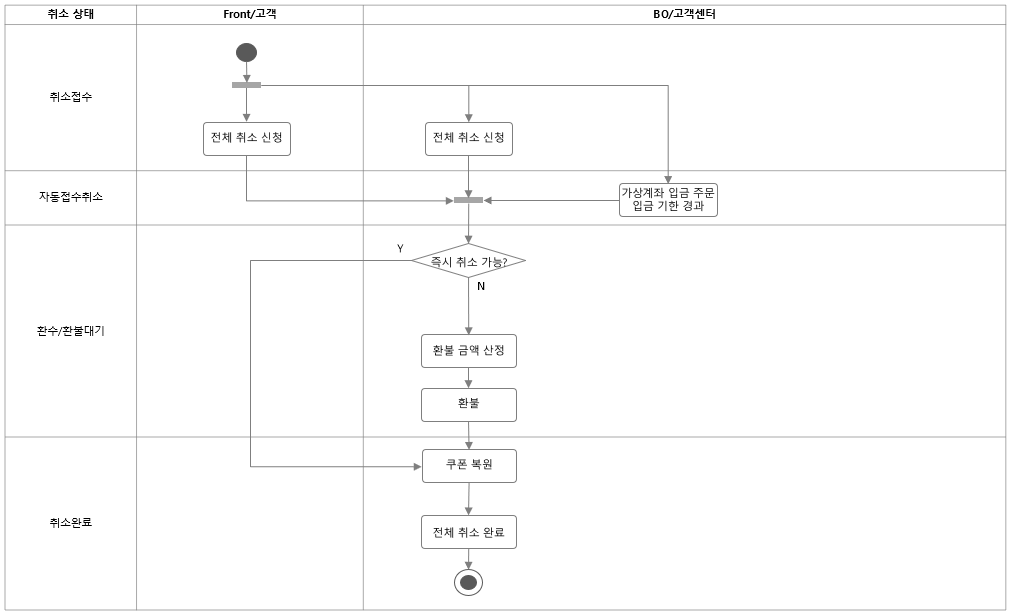 취소 상태
Front/고객
BO/고객센터
취소접수
전체 취소 신청
전체 취소 신청
자동접수취소
가상계좌 입금 주문
입금 기한 경과
Y
즉시 취소 가능?
N
환수/환불대기
환불 금액 산정
환불
쿠폰 복원
취소완료
전체 취소 완료